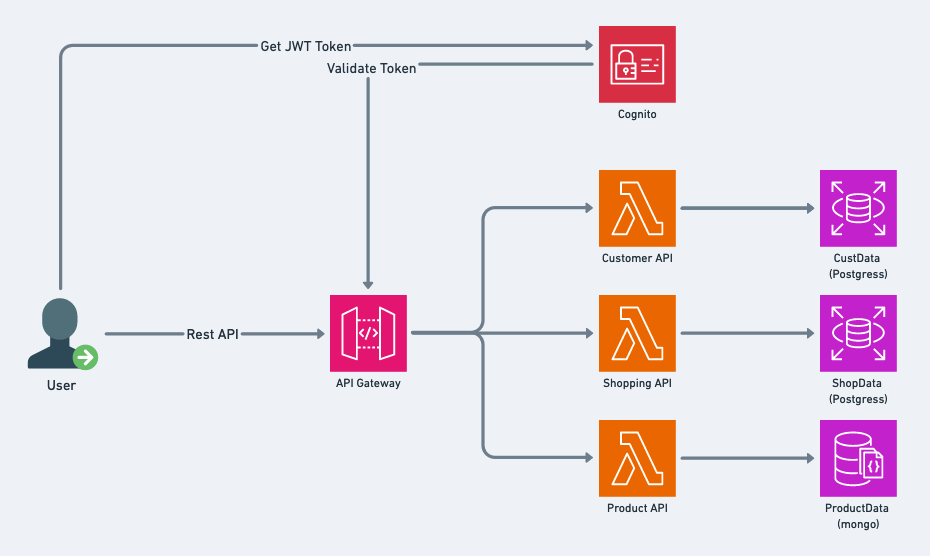 Get JWT Token
Validate Token
Cognito
Customer API
CustData
(Postgress)
Rest API
User
API Gateway
Shopping API
ShopData
(Postgress)
Product API
ProductData
(mongo)